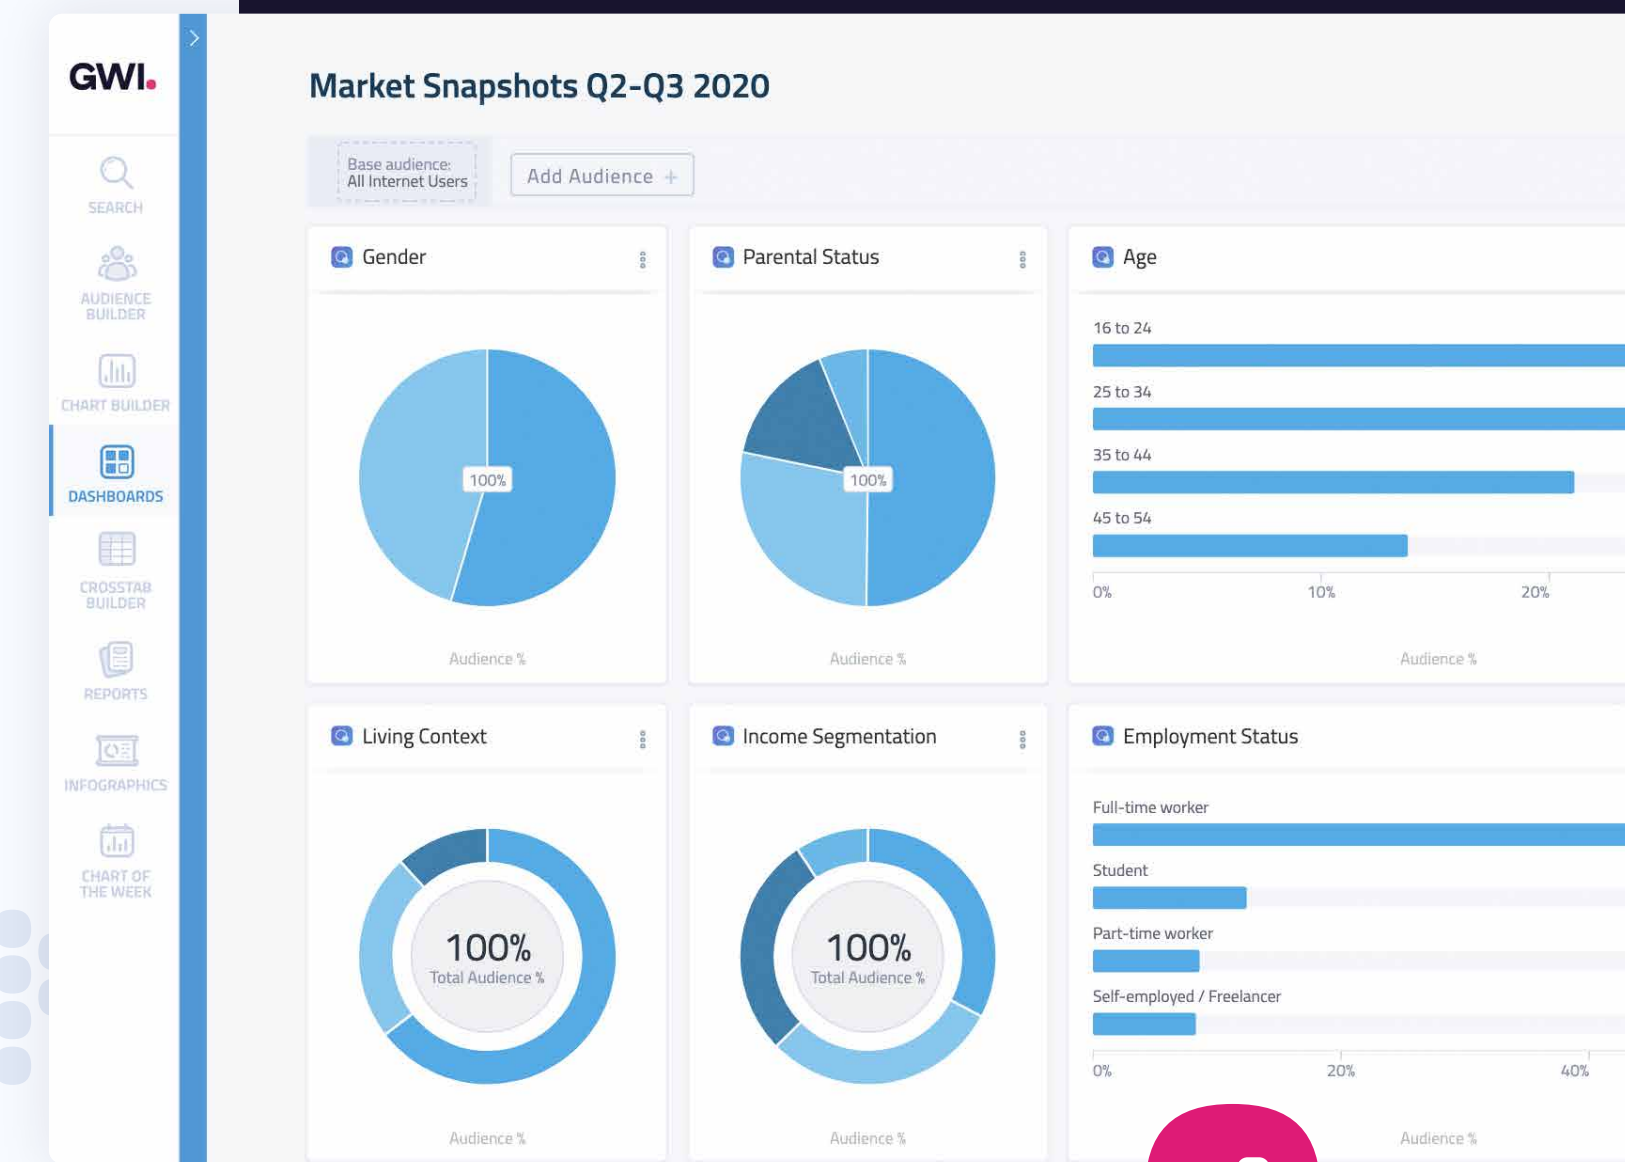 GWI.
SEARCH
AUDIENCE
BUILDER
CHART BUILDER
DASHBOARDS
CROSSTAB
BUILDER
REPORTS
INFOGRAPHICS
CHART OF
THE WEEK
Market Snapshots Q2-Q3 2020
Base audience:
All Internet Users
Add Audience +
Gender
100%
Audience %
Parental Status
100%
Audience %
Age
16 to 24
25 to 34
35 to 44
45 to 54
0% 10% 20%
Audience %
Living Context
100%
Total Audience %
Audience %
Income Segmentation
100%
Total Audience %
Audience %
Employment Status
Full-time worker
Student
Part-time worker
Self-employed / Freelancer
0% 20% 40%
Audience %